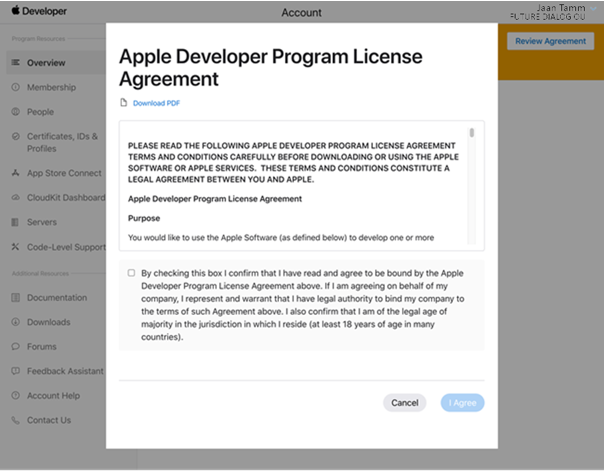 Developer
Account
Jaan Tamm
FUTURE DIALOG OU
Program Resources
Overview
Membership
People
Certificates, IDs &
Profiles
App Store Connect
CloudKit Dashboard
Servers
Code-Level Support
Additional Resources
Documentation
Downloads
Forums
Feedback Assistant
Account Help
Contact Us
Review Agreement
Apple Developer Program License
Agreement
Download PDF
PLEASE READ THE FOLLOWING APPLE DEVELOPER PROGRAM LICENSE AGREEMENT
TERMS AND CONDITIONS CAREFULLY BEFORE DOWNLOADING OR USING THE APPLE
SOFTWARE OR APPLE SERVICES. THESE TERMS AND CONDITIONS CONSTITUTE A
LEGAL AGREEMENT BETWEEN YOU AND APPLE.
Apple Developer Program License Agreement
Purpose
You would like to use the Apple Software (as defined below) to develop one or more
By checking this box I confirm that I have read and agree to be bound by the Apple
Developer Program License Agreement above. If I am agreeing on behalf of my
company, I represent and warrant that I have legal authority to bind my company to
the terms of such Agreement above. I also confirm that I am of the legal age of
majority in the jurisdiction in which I reside (at least 18 years of age in many
countries).
Cancel
I Agree